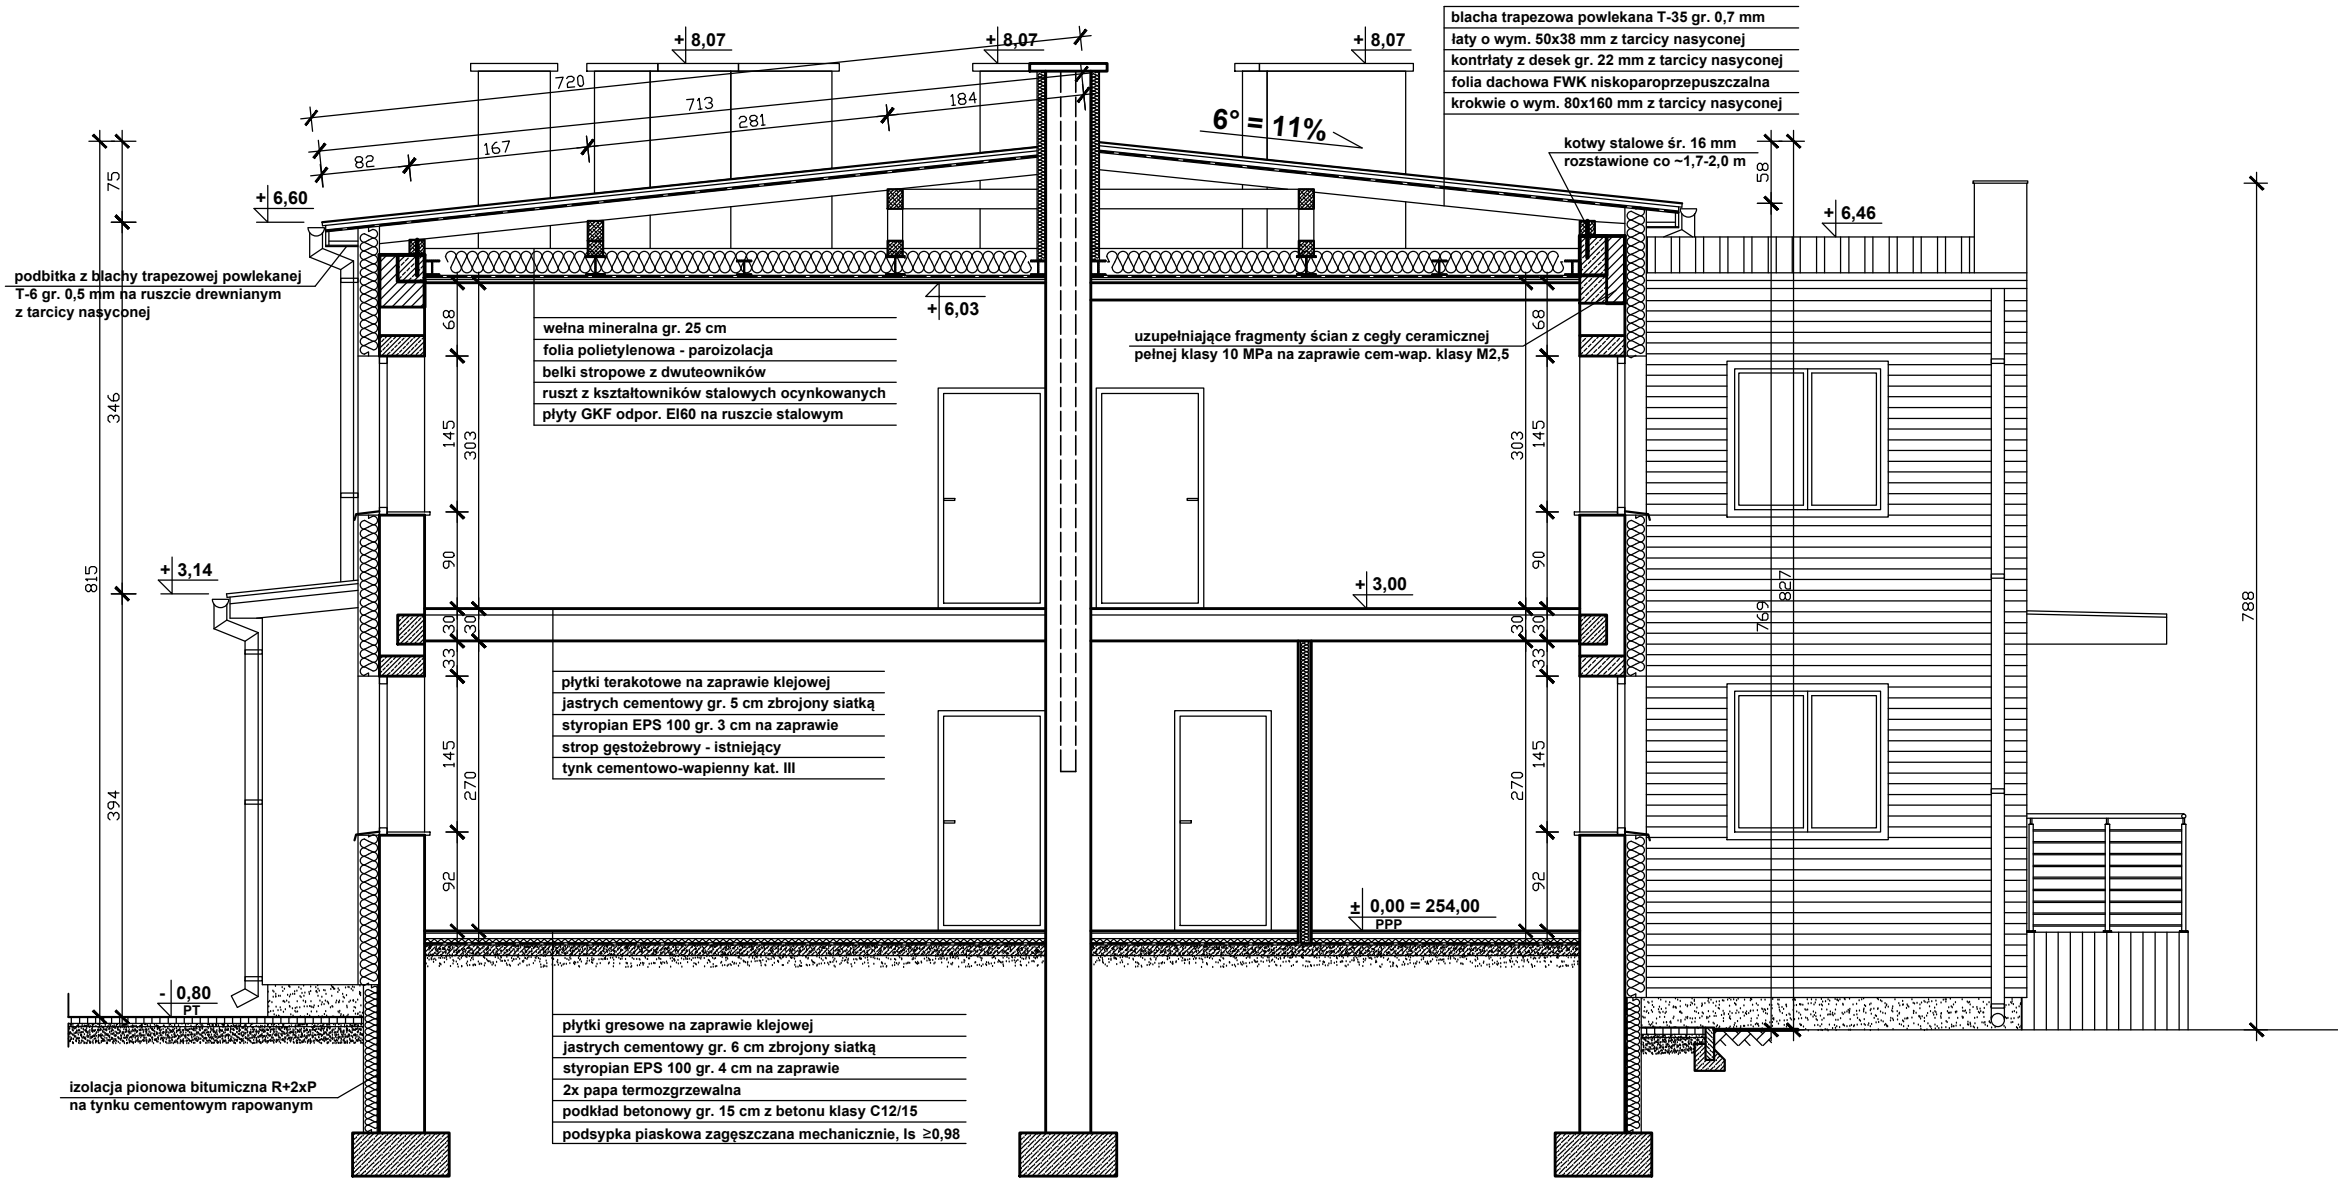 + 8,07
+ 8,07
+ 8,07
blacha trapezowa powlekana T-35 gr. 0,7 mm
łaty o wym. 50x38 mm z tarcicy nasyconej
kontrłaty z desek gr. 22 mm z tarcicy nasyconej
folia dachowa FWK niskoparoprzepuszczalna
krokwie o wym. 80x160 mm z tarcicy nasyconej
720
713
184
281
167
82
6° = 11%
kotwy stalowe śr. 16 mm
rozstawione co ~1,7-2,0 m
75
58
+ 6,60
+ 6,46
podbitka z blachy trapezowej powlekanej
T-6 gr. 0,5 mm na ruszcie drewnianym
z tarcicy nasyconej
+ 6,03
68
68
wełna mineralna gr. 25 cm
folia polietylenowa - paroizolacja
belki stropowe z dwuteowników
ruszt z kształtowników stalowych ocynkowanych
płyty GKF odpor. EI60 na ruszcie stalowym
uzupełniające fragmenty ścian z cegły ceramicznej
pełnej klasy 10 MPa na zaprawie cem-wap. klasy M2,5
346
145
303
303
145
90
90
815
+ 3,14
+ 3,00
827
769
788
30
30
30
30
33
33
płytki terakotowe na zaprawie klejowej
jastrych cementowy gr. 5 cm zbrojony siatką
styropian EPS 100 gr. 3 cm na zaprawie
strop gęstożebrowy - istniejący
tynk cementowo-wapienny kat. III
394
145
270
270
145
92
92
± 0,00 = 254,00
PPP
- 0,80
PT
płytki gresowe na zaprawie klejowej
jastrych cementowy gr. 6 cm zbrojony siatką
styropian EPS 100 gr. 4 cm na zaprawie
2x papa termozgrzewalna
podkład betonowy gr. 15 cm z betonu klasy C12/15
podsypka piaskowa zagęszczana mechanicznie, Is ≥0,98
izolacja pionowa bitumiczna R+2xP
na tynku cementowym rapowanym